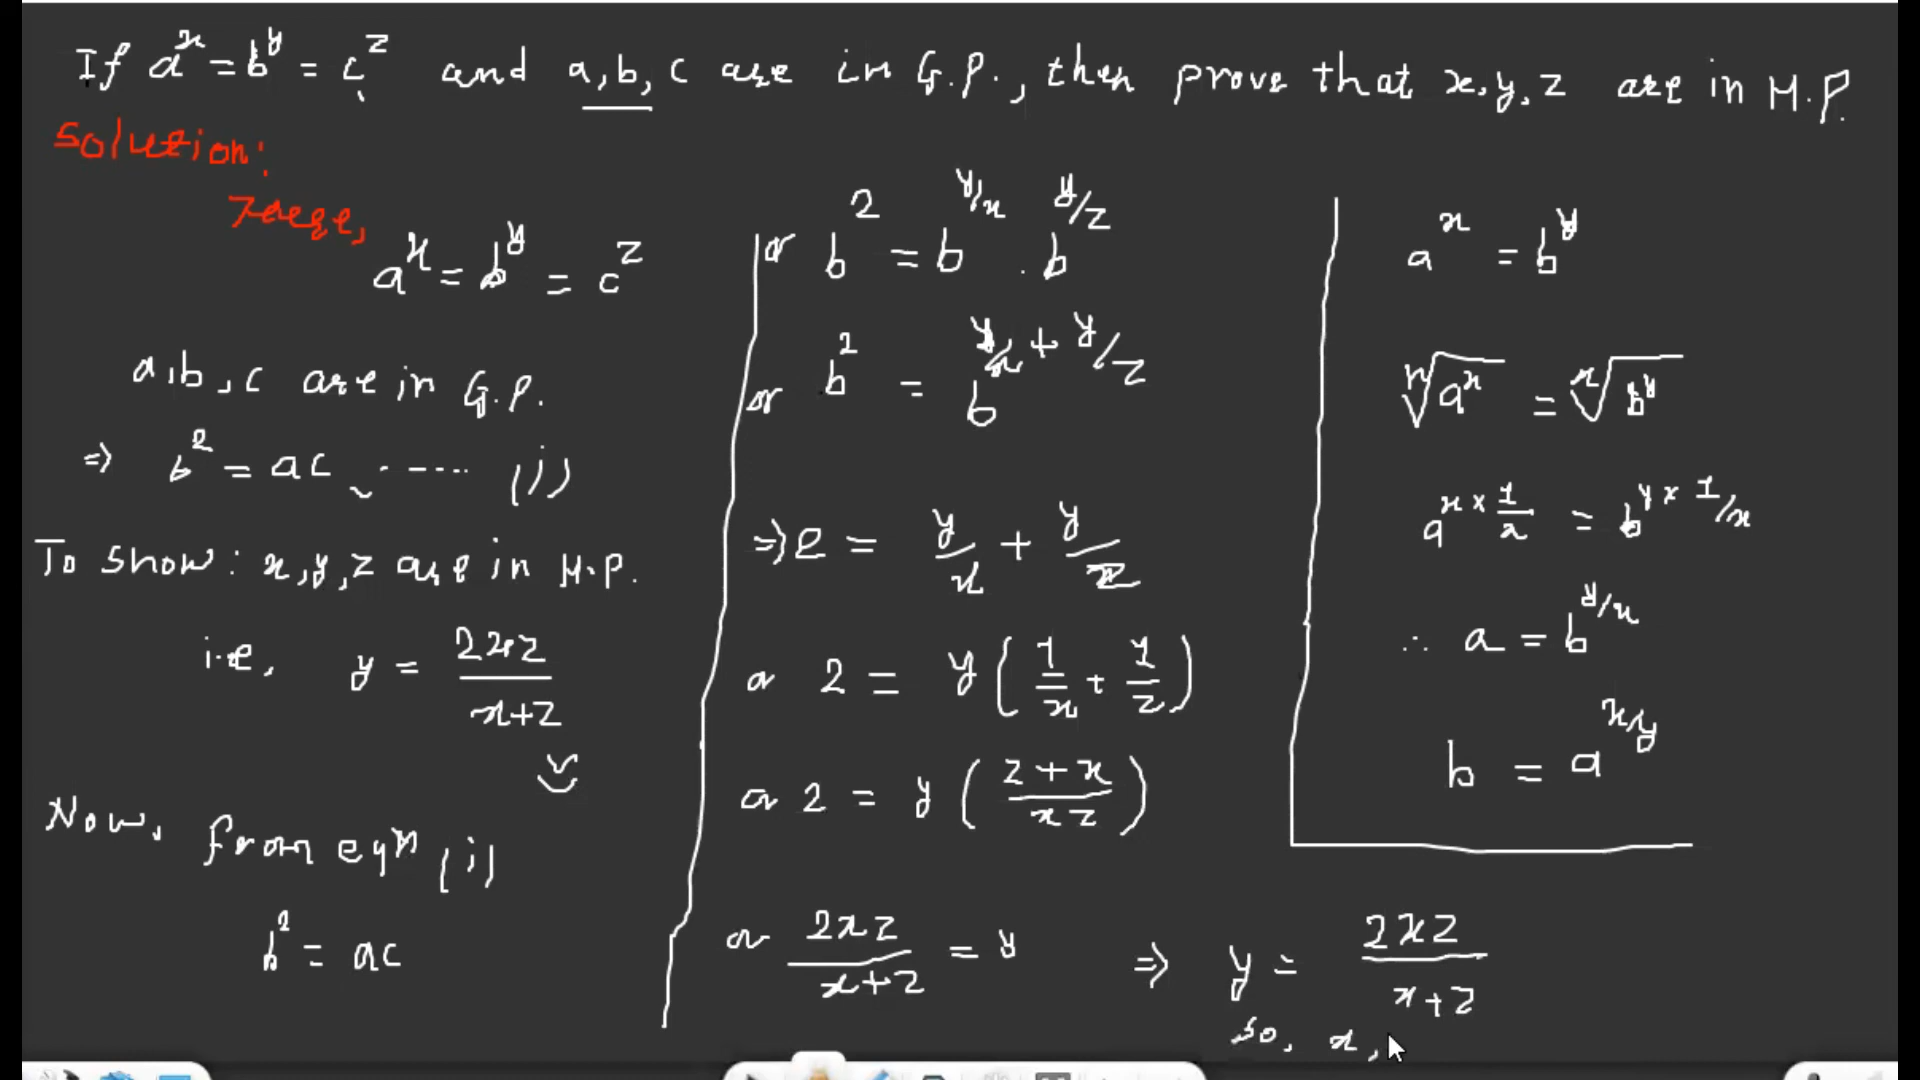 If a^x = b^y = c^z and a, b, c are in G.P., then prove that x, y, z are in H.P.
Solution:
Here,
a^x = b^y = c^z
a, b, c are in G.P.
⇒ b^2 = ac ...... (i)
To show: x, y, z are in H.P.
i.e, y = 2xz/(x+z)
Now, from eqn (i)
b^2 = ac
or b^2 = b^(y/x) . b^(y/z)
or b^2 = b^(y/x + y/z)
⇒ 2 = y/x + y/z
or 2 = y (1/x + 1/z)
or 2 = y ((z+x)/xz)
or 2xz/(x+z) = y ⇒ y = 2xz/(x+z)
so, x,
a^x = b^y
ˣ√(a^x) = ˣ√(b^y)
a^(x × 1/x) = b^(y × 1/x)
∴ a = b^(y/x)
b = a^(x/y)